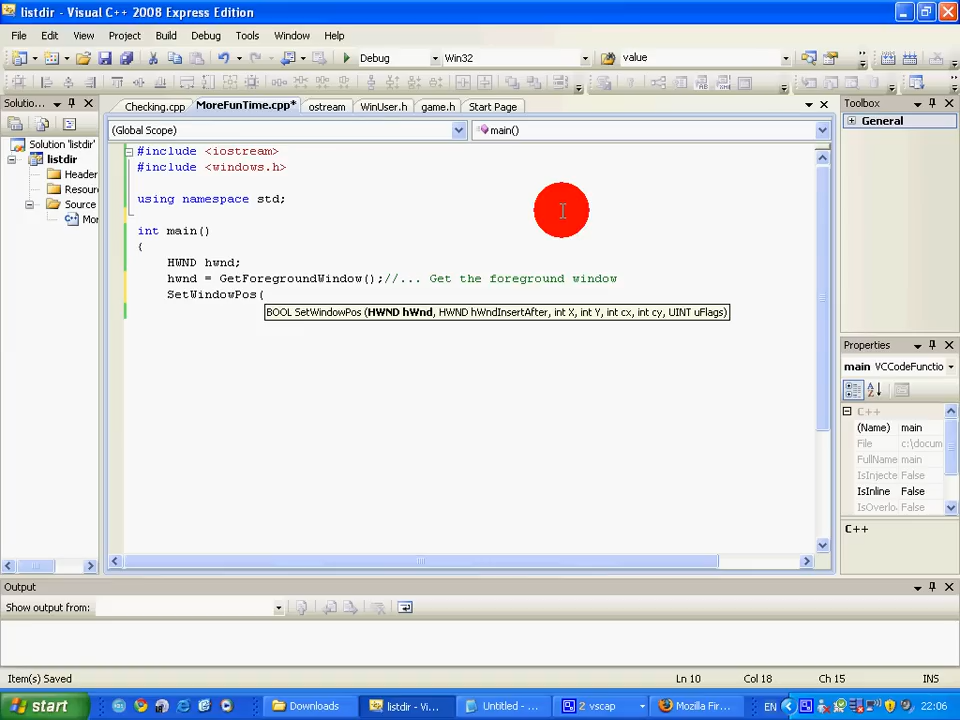 listdir - Visual C++ 2008 Express Edition
File Edit View Project Build Debug Tools Window Help
Debug Win32 value
Solutio... Checking.cpp MoreFunTime.cpp* ostream WinUser.h game.h Start Page Toolbox
(Global Scope) main() General
Solution 'listdir'
listdir
Header
Resou
Source
Mor
#include <iostream>
#include <windows.h>
using namespace std;
int main()
{
HWND hwnd;
hwnd = GetForegroundWindow();//... Get the foreground window
SetWindowPos(
BOOL SetWindowPos (HWND hWnd, HWND hWndInsertAfter, int X, int Y, int cx, int cy, UINT uFlags)
Properties
main VCCodeFunctio
C++
(Name) main
File c:\docum
FullName main
IsInjecte False
IsInline False
IsOverlo False
C++
Output
Show output from:
Item(s) Saved Ln 10 Col 18 Ch 15 INS
start Downloads listdir - Vi... Untitled - ... 2 vscap Mozilla Fir... EN 22:06